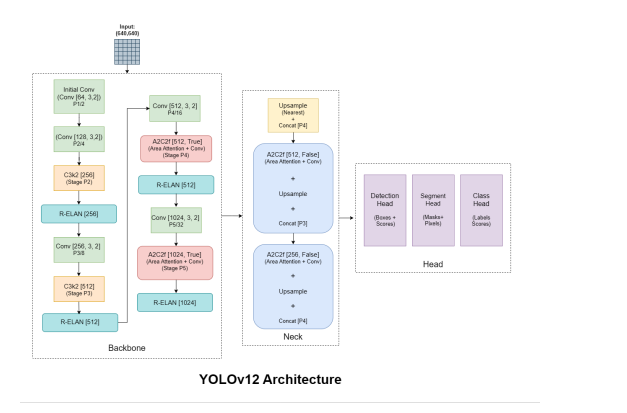 Input:
(640,640)
Initial Conv
(Conv [64, 3,2])
P1/2
(Conv [128, 3,2)
P2/4
C3k2 [256]
(Stage P2)
R-ELAN [256]
Conv [256, 3, 2]
P3/8
C3k2 [512]
(Stage P3)
R-ELAN [512]
Conv [512, 3, 2]
P4/16
A2C2f [512, True]
(Area Attention + Conv)
(Stage P4)
R-ELAN [512]
Conv [1024, 3, 2]
P5/32
A2C2f [1024, True]
(Area Attention + Conv)
(Stage P5)
R-ELAN [1024]
Backbone
Upsample
(Nearest)
+
Concat [P4]
A2C2f [512, False]
(Area Attention + Conv)
+
Upsample
+
Concat [P3]
A2C2f [256, False]
(Area Attention + Conv)
+
Upsample
+
Concat [P4]
Neck
Detection
Head
(Boxes +
Scores)
Segment
Head
(Masks+
Pixels)
Class
Head
(Labels
Scores)
Head
YOLOv12 Architecture